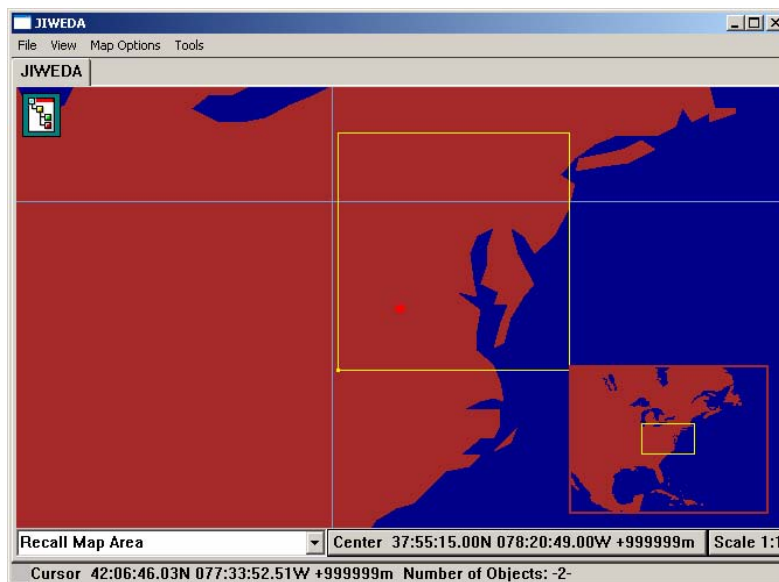 JIWEDA
File View Map Options Tools
JIWEDA
Recall Map Area Center 37:55:15.00N 078:20:49.00W +999999m Scale 1:1
Cursor 42:06:46.03N 077:33:52.51W +999999m Number of Objects: -2-